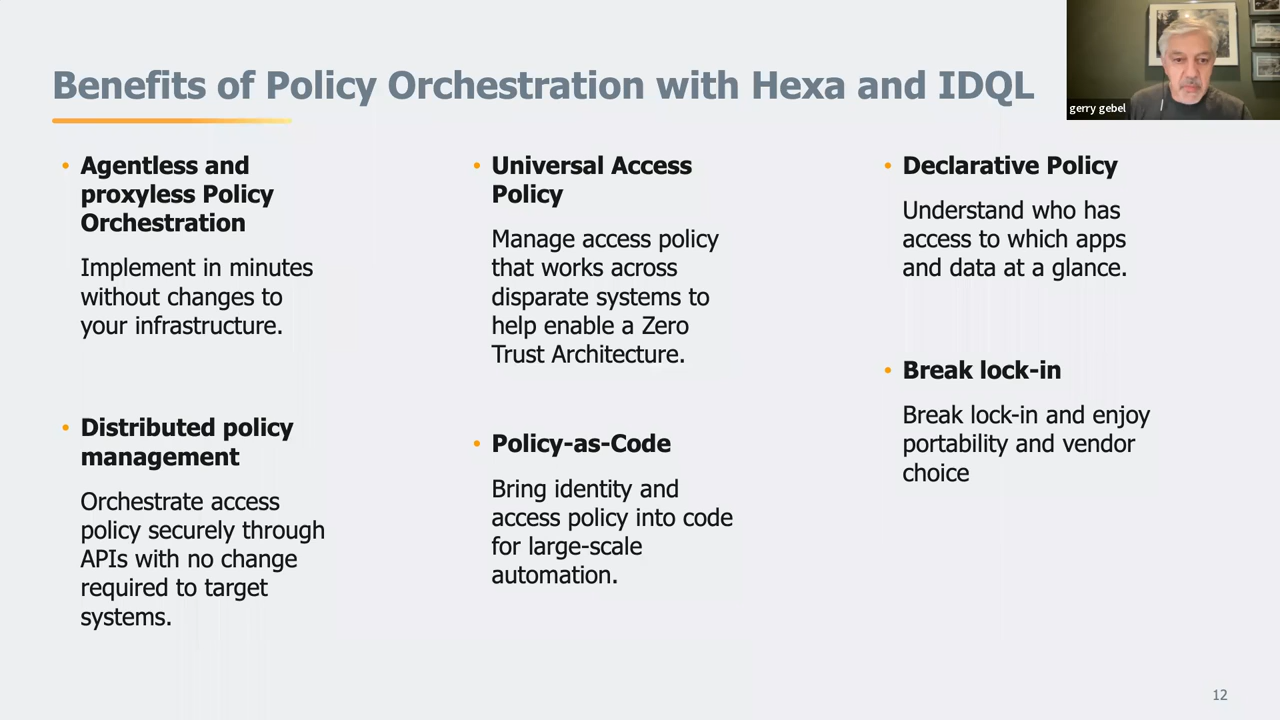 Benefits of Policy Orchestration with Hexa and IDQL
gerry gebel
• Agentless and
proxyless Policy
Orchestration
Implement in minutes
without changes to
your infrastructure.
• Distributed policy
management
Orchestrate access
policy securely through
APIs with no change
required to target
systems.
• Universal Access
Policy
Manage access policy
that works across
disparate systems to
help enable a Zero
Trust Architecture.
• Policy-as-Code
Bring identity and
access policy into code
for large-scale
automation.
• Declarative Policy
Understand who has
access to which apps
and data at a glance.
• Break lock-in
Break lock-in and enjoy
portability and vendor
choice
12